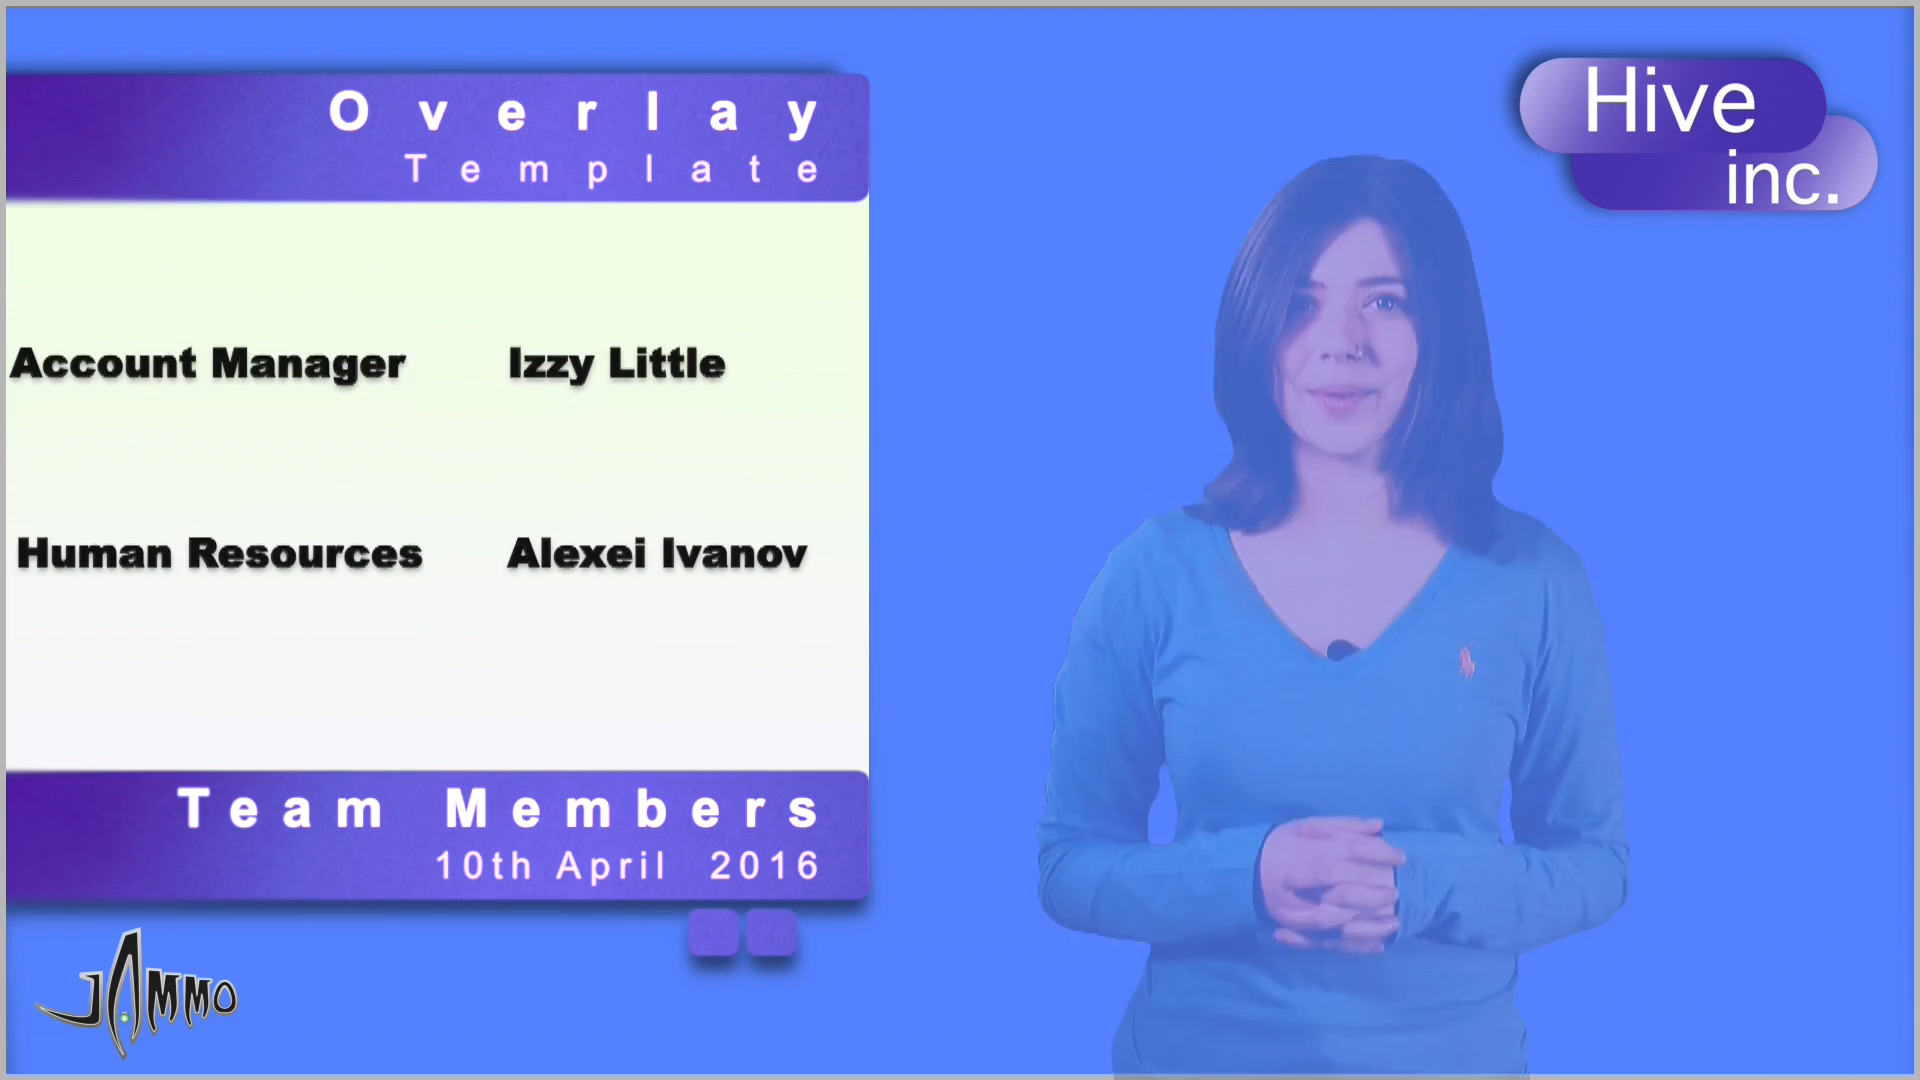 Overlay
Template
Hive
inc.
Account Manager Izzy Little
Human Resources Alexei Ivanov
Team Members
10th April 2016
JAMMO